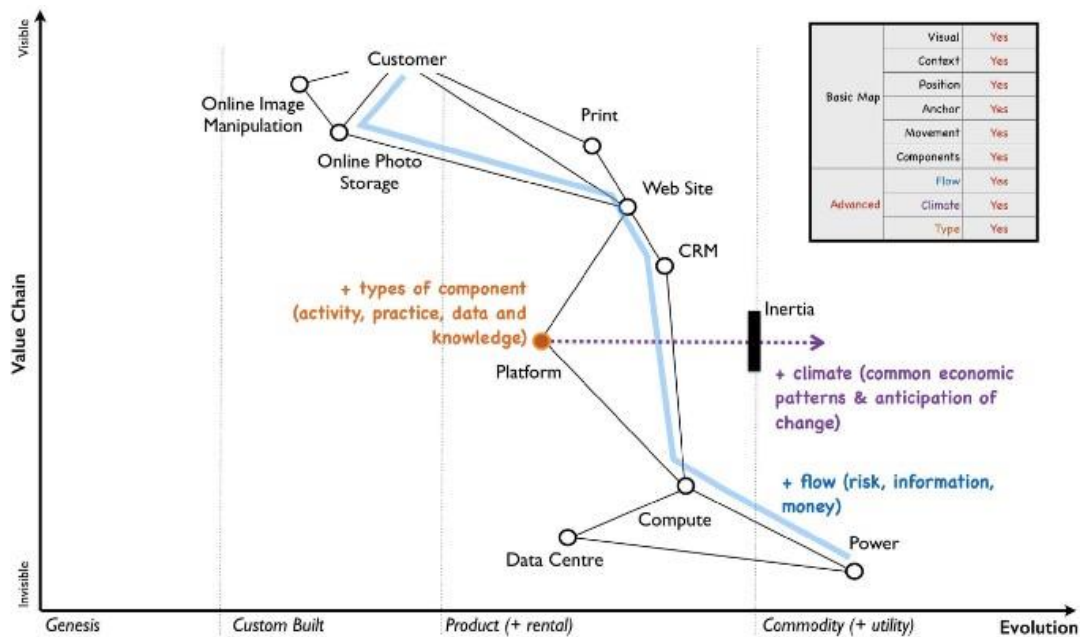 Visible
Value Chain
Invisible
Customer
Online Image
Manipulation
Online Photo
Storage
Print
Web Site
CRM
+ types of component
(activity, practice, data and
knowledge)
Platform
Inertia
+ climate (common economic
patterns & anticipation of
change)
+ flow (risk, information,
money)
Compute
Data Centre
Power
Genesis
Custom Built
Product (+ rental)
Commodity (+ utility)
Evolution
Basic Map
Visual Yes
Context Yes
Position Yes
Anchor Yes
Movement Yes
Components Yes
Advanced
Flow Yes
Climate Yes
Type Yes